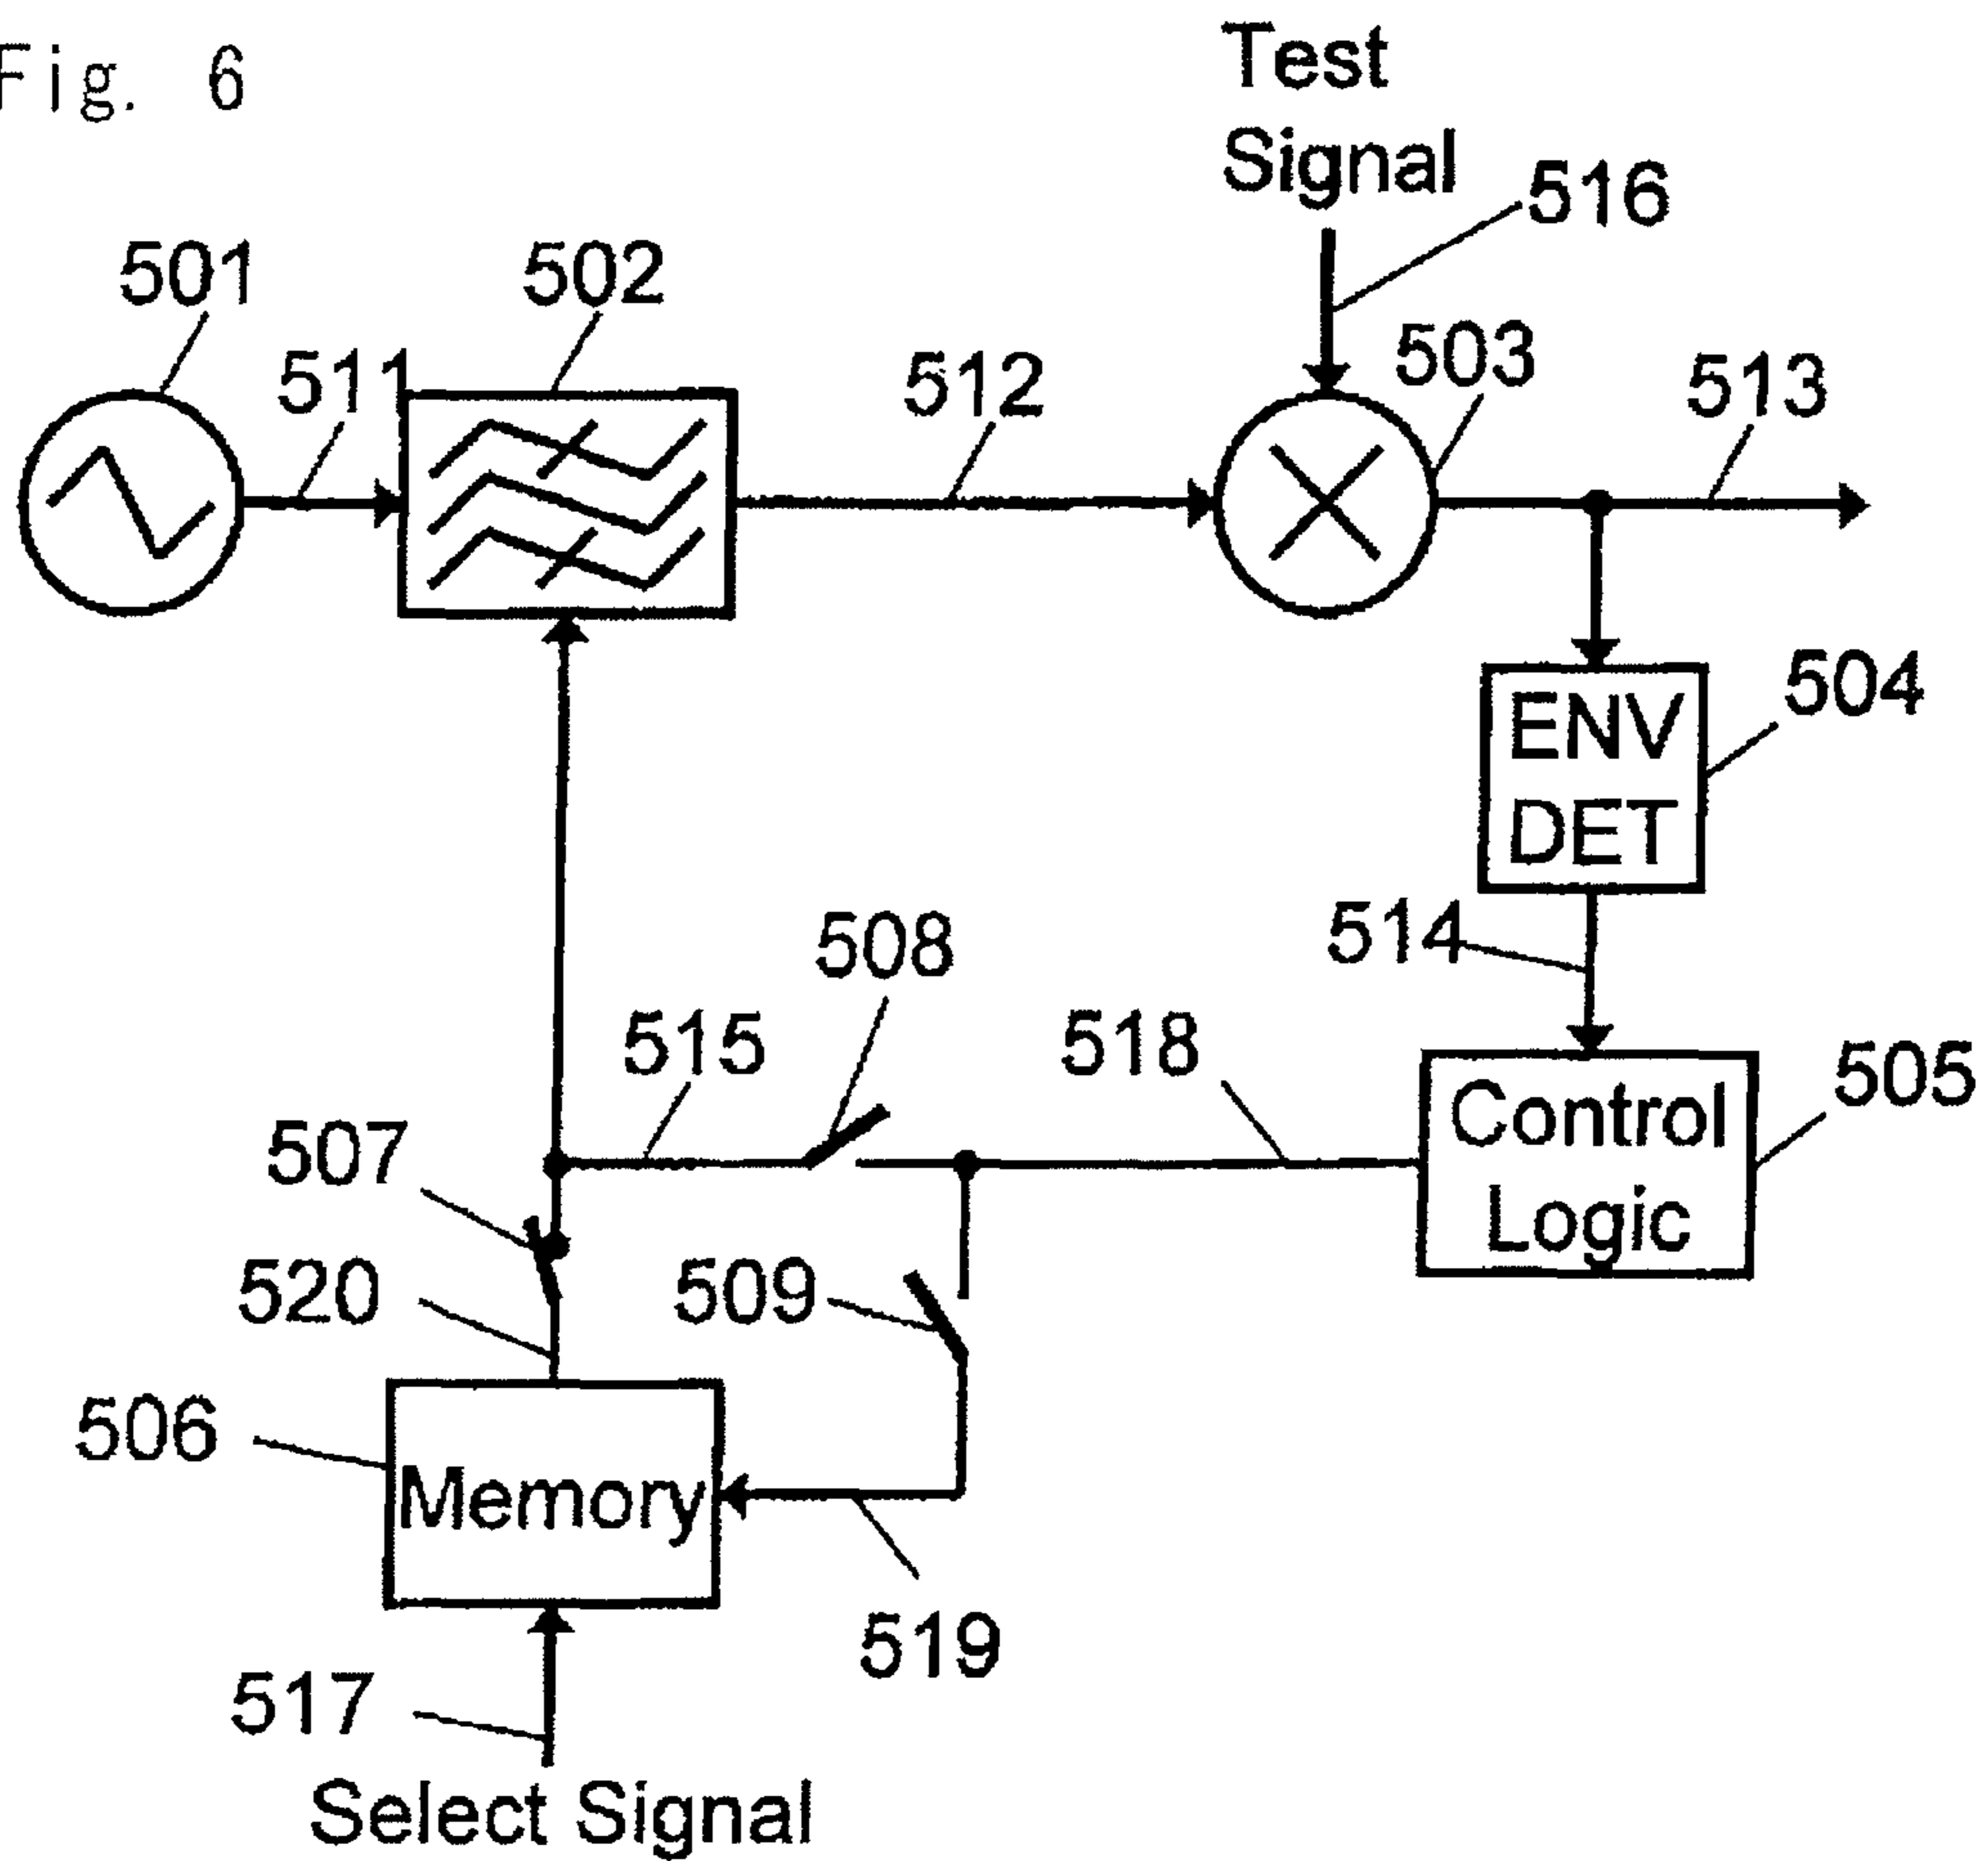 Fig. 6
Test
Signal
516
501
502
511
512
503
513
ENV
DET
504
514
508
515
518
Control
Logic
505
507
520
509
506
Memory
519
517
Select Signal